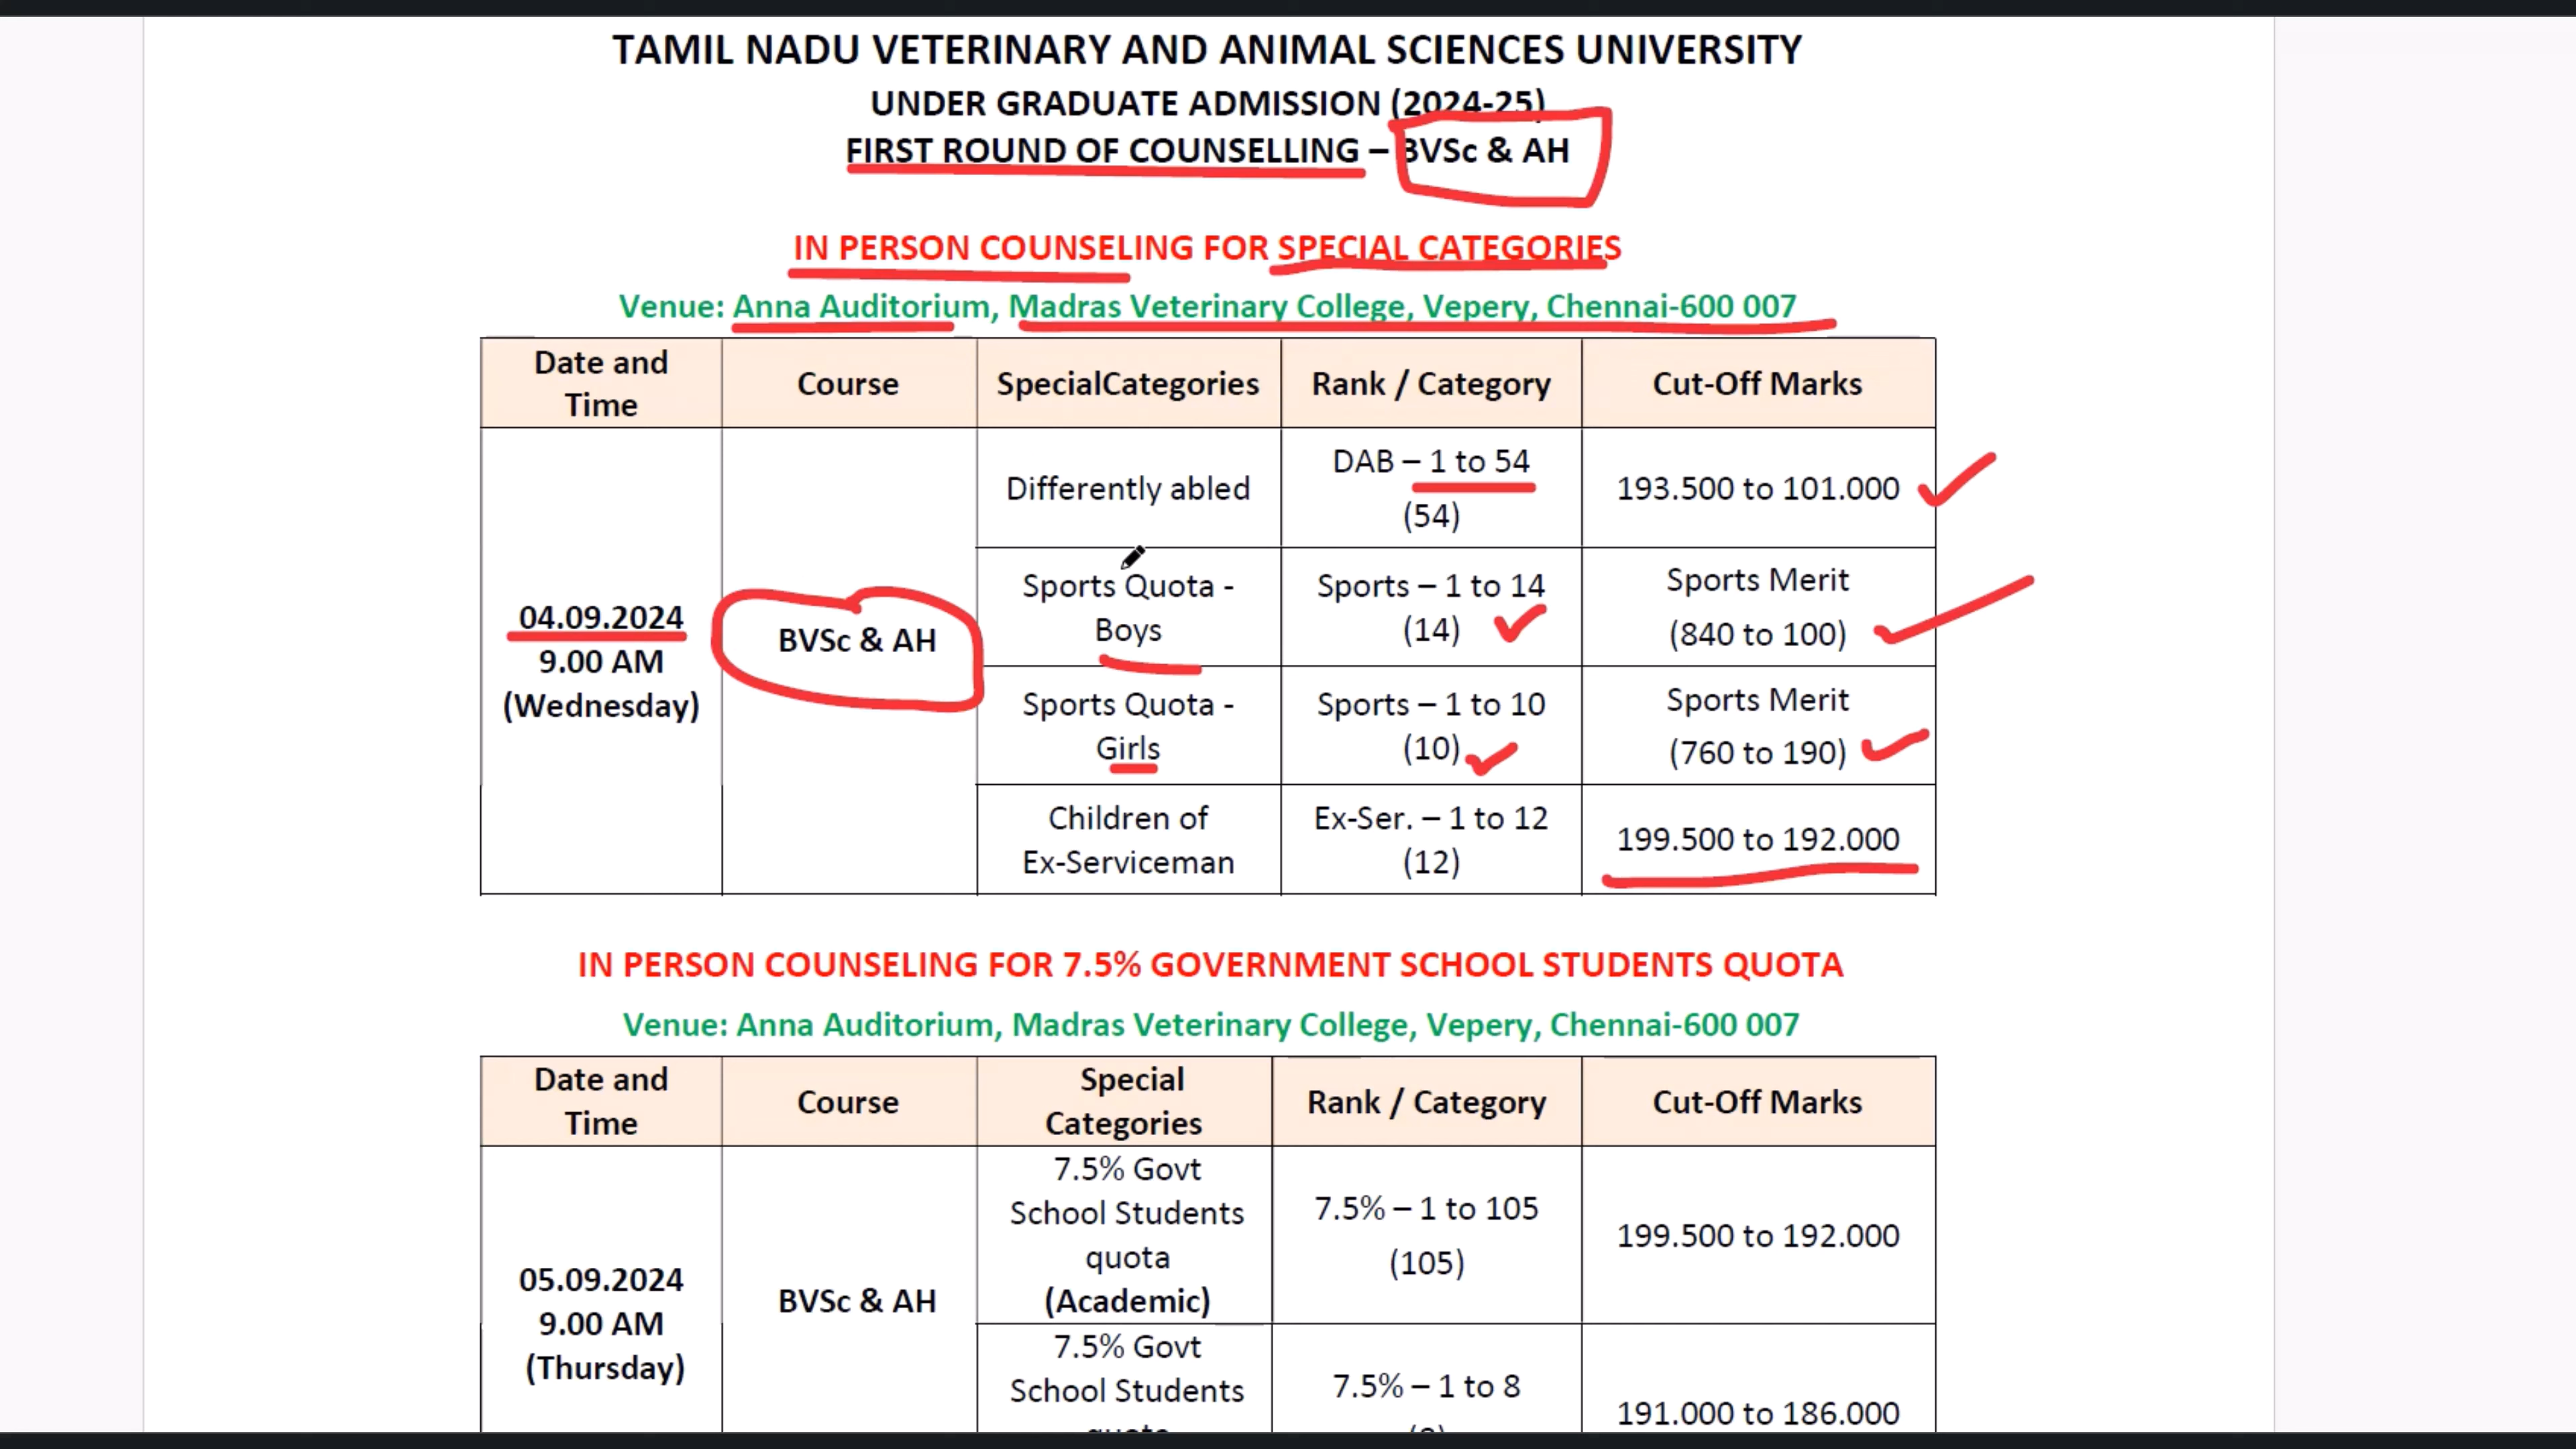 TAMIL NADU VETERINARY AND ANIMAL SCIENCES UNIVERSITY
UNDER GRADUATE ADMISSION (2024-25)
FIRST ROUND OF COUNSELLING – BVSc & AH
IN PERSON COUNSELING FOR SPECIAL CATEGORIES
Venue: Anna Auditorium, Madras Veterinary College, Vepery, Chennai-600 007
Date and
Time
Course
SpecialCategories
Rank / Category
Cut-Off Marks
04.09.2024
9.00 AM
(Wednesday)
BVSc & AH
Differently abled
DAB – 1 to 54
(54)
193.500 to 101.000
Sports Quota -
Boys
Sports – 1 to 14
(14)
Sports Merit
(840 to 100)
Sports Quota -
Girls
Sports – 1 to 10
(10)
Sports Merit
(760 to 190)
Children of
Ex-Serviceman
Ex-Ser. – 1 to 12
(12)
199.500 to 192.000
IN PERSON COUNSELING FOR 7.5% GOVERNMENT SCHOOL STUDENTS QUOTA
Venue: Anna Auditorium, Madras Veterinary College, Vepery, Chennai-600 007
Date and
Time
Course
Special
Categories
Rank / Category
Cut-Off Marks
05.09.2024
9.00 AM
(Thursday)
BVSc & AH
7.5% Govt
School Students
quota
(Academic)
7.5% – 1 to 105
(105)
199.500 to 192.000
7.5% Govt
School Students
7.5% – 1 to 8
191.000 to 186.000